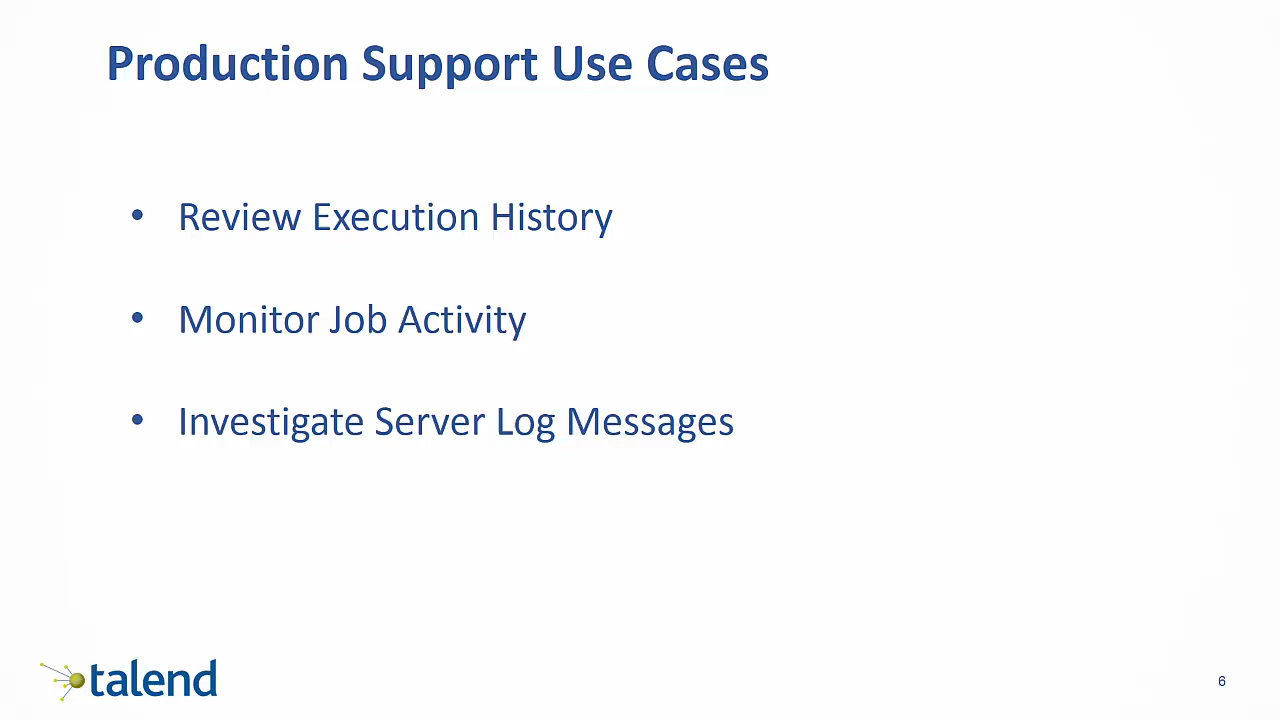 Production Support Use Cases
• Review Execution History
• Monitor Job Activity
• Investigate Server Log Messages
talend
6